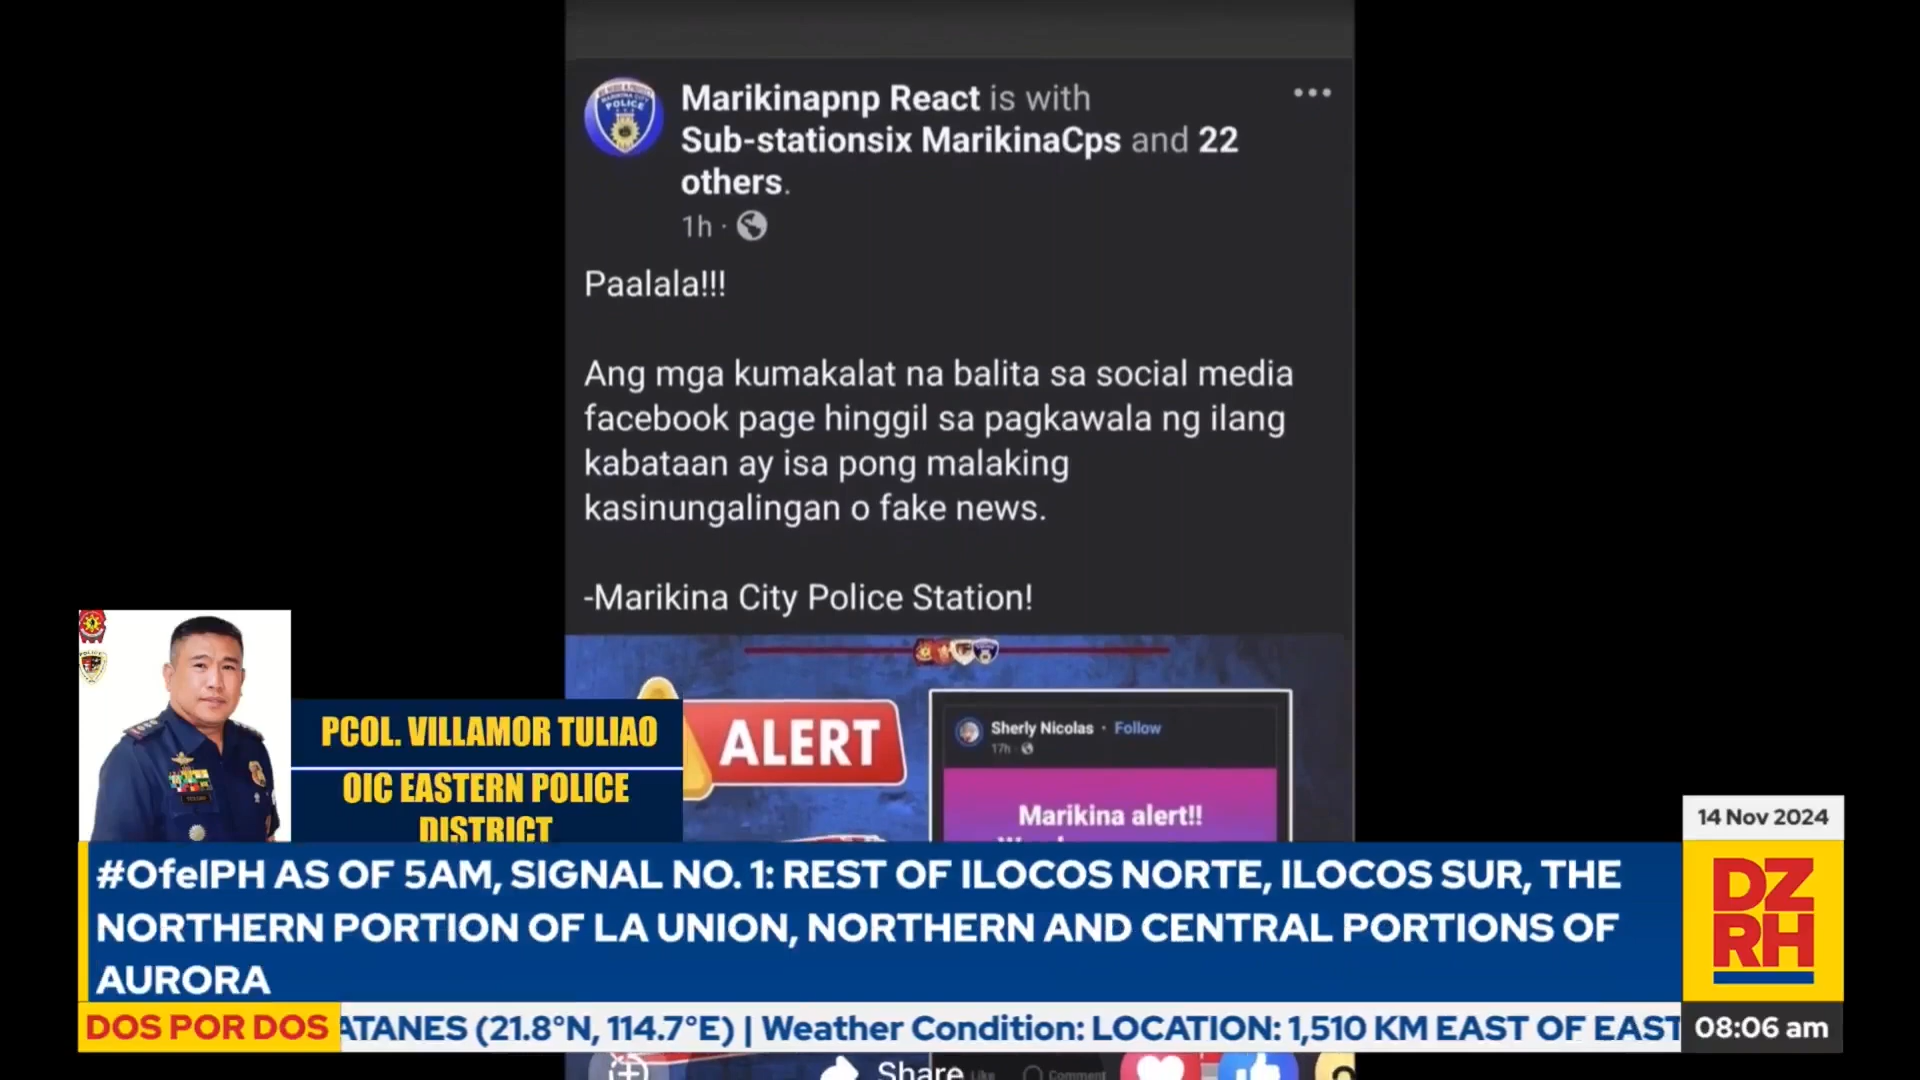 Marikinapnp React is with
Sub-stationsix MarikinaCps and 22
others.
1h ·
Paalala!!!
Ang mga kumakalat na balita sa social media
facebook page hinggil sa pagkawala ng ilang
kabataan ay isa pong malaking
kasinungalingan o fake news.
-Marikina City Police Station!
ALERT
Sherly Nicolas · Follow
17h ·
Marikina alert!!
PCOL. VILLAMOR TULIAO
OIC EASTERN POLICE
DISTRICT
14 Nov 2024
#OfelPH AS OF 5AM, SIGNAL NO. 1: REST OF ILOCOS NORTE, ILOCOS SUR, THE
NORTHERN PORTION OF LA UNION, NORTHERN AND CENTRAL PORTIONS OF
AURORA
DZ
RH
DOS POR DOS
ATANES (21.8°N, 114.7°E) | Weather Condition: LOCATION: 1,510 KM EAST OF EAST
08:06 am
Share
Like
Comment